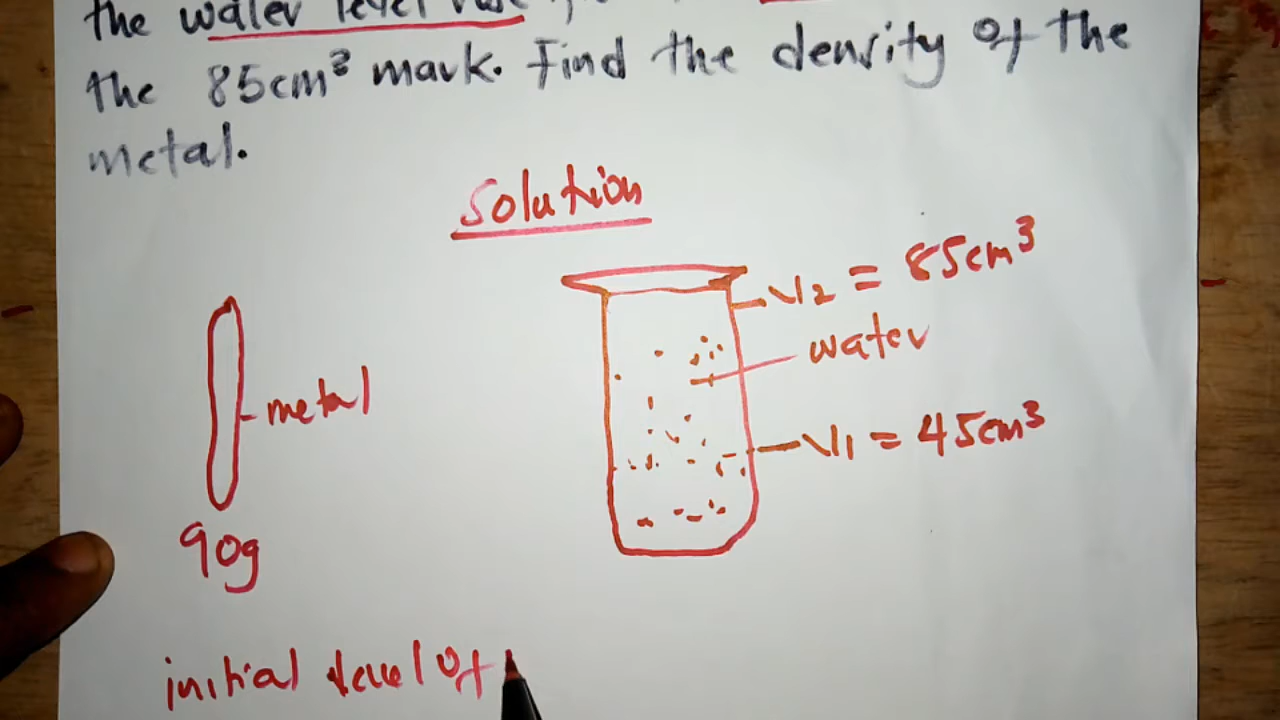 the water level
the 85cm³ mark. Find the density of the
metal.
Solution
V2 = 85cm³
water
metal
V1 = 45cm³
90g
initial level of